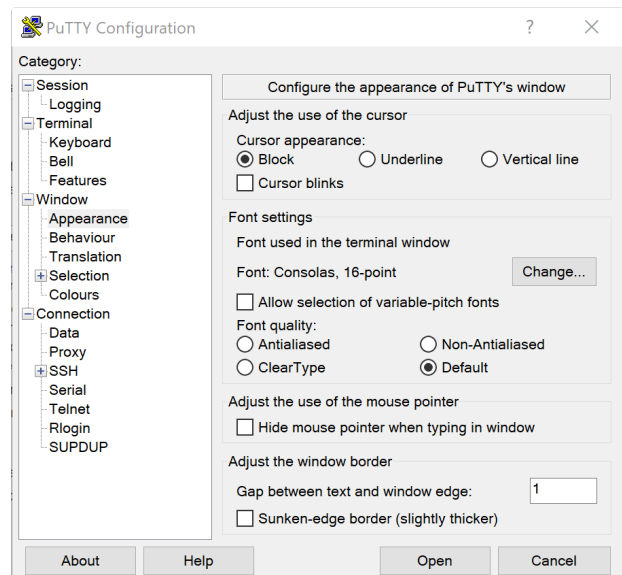 PuTTY Configuration ? ×
Category:
Session
Logging
Terminal
Keyboard
Bell
Features
Window
Appearance
Behaviour
Translation
Selection
Colours
Connection
Data
Proxy
SSH
Serial
Telnet
Rlogin
SUPDUP
Configure the appearance of PuTTY's window
Adjust the use of the cursor
Cursor appearance:
Block Underline Vertical line
Cursor blinks
Font settings
Font used in the terminal window
Font: Consolas, 16-point Change...
Allow selection of variable-pitch fonts
Font quality:
Antialiased Non-Antialiased
ClearType Default
Adjust the use of the mouse pointer
Hide mouse pointer when typing in window
Adjust the window border
Gap between text and window edge: 1
Sunken-edge border (slightly thicker)
About Help Open Cancel